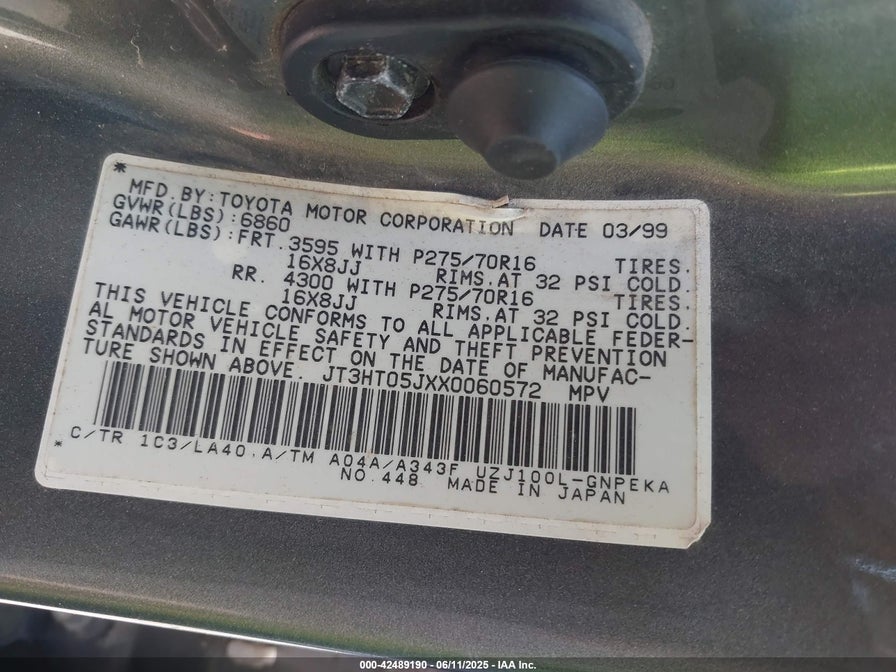 *
MFD BY: TOYOTA MOTOR CORPORATION DATE 03/99
GVWR(LBS):6860
GAWR(LBS):FRT. 3595 WITH P275/70R16 TIRES.
16X8JJ RIMS.AT 32 PSI COLD.
RR. 4300 WITH P275/70R16 TIRES.
16X8JJ RIMS.AT 32 PSI COLD.
THIS VEHICLE CONFORMS TO ALL APPLICABLE FEDER-
AL MOTOR VEHICLE SAFETY AND THEFT PREVENTION
STANDARDS IN EFFECT ON THE DATE OF MANUFAC-
TURE SHOWN ABOVE. JT3HT05JXX0060572 MPV
* C/TR 1C3/LA40,A/TM A04A/A343F UZJ100L-GNPEKA
NO.448 MADE IN JAPAN
000-42489190 - 06/11/2025 - IAA Inc.